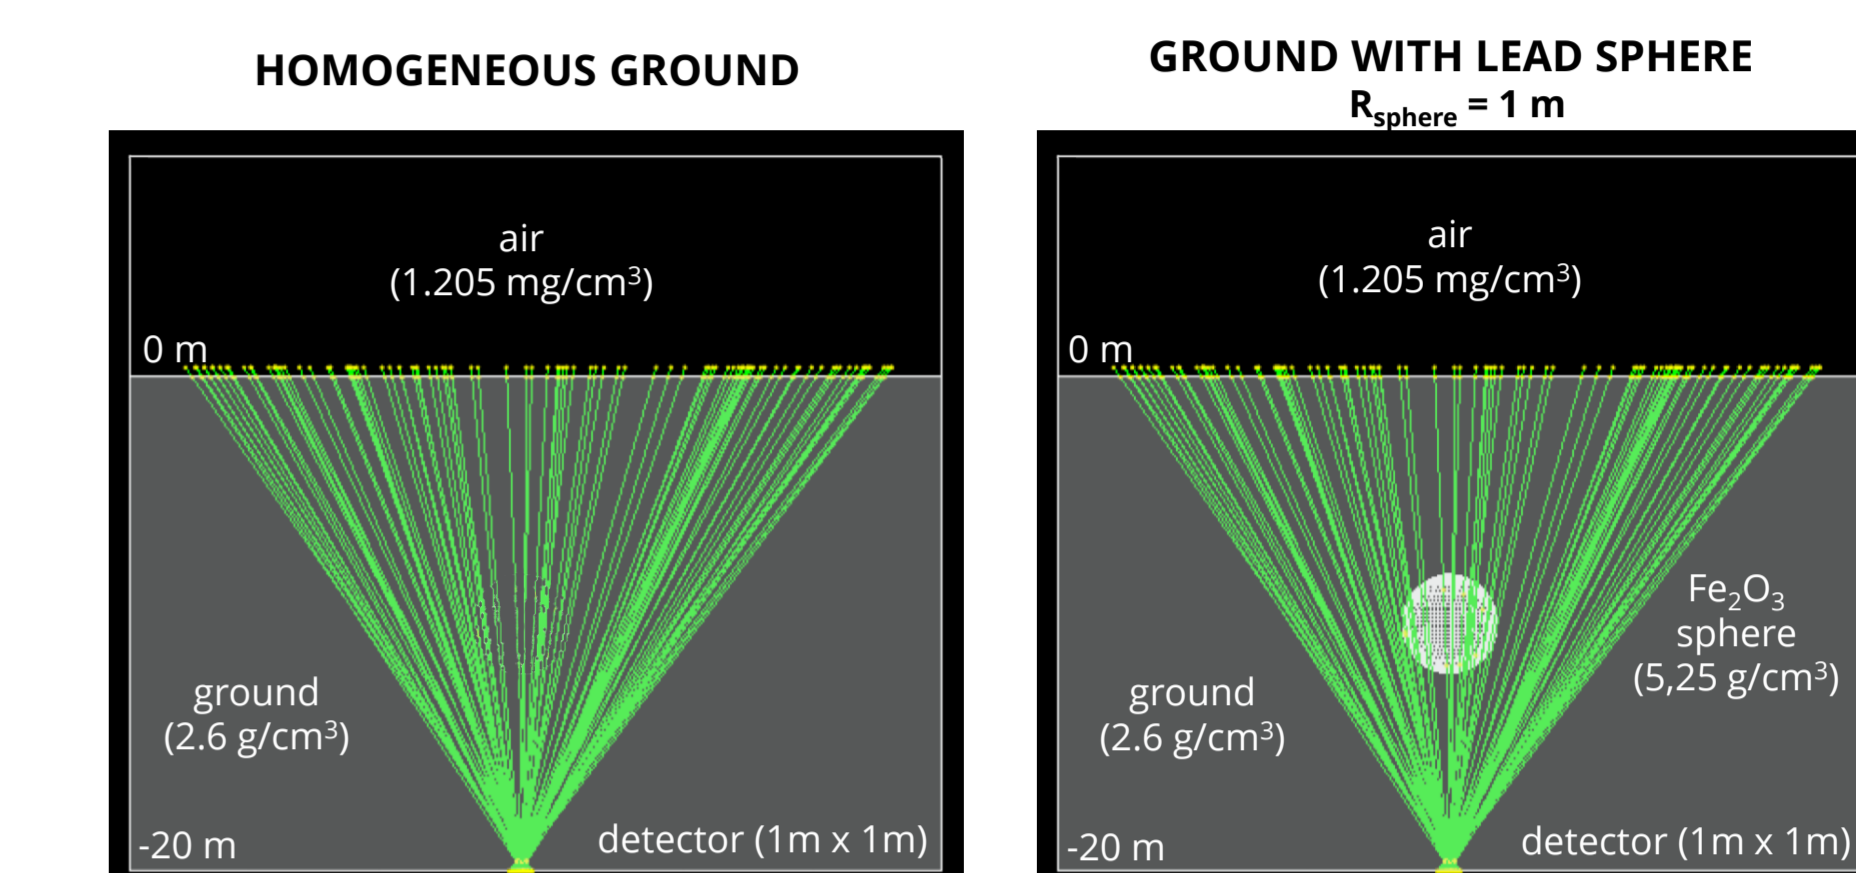 HOMOGENEOUS GROUND
air
(1.205 mg/cm³)
0 m
ground
(2.6 g/cm³)
-20 m
detector (1m x 1m)
GROUND WITH LEAD SPHERE
Rsphere = 1 m
air
(1.205 mg/cm³)
0 m
Fe₂O₃
sphere
(5,25 g/cm³)
ground
(2.6 g/cm³)
-20 m
detector (1m x 1m)